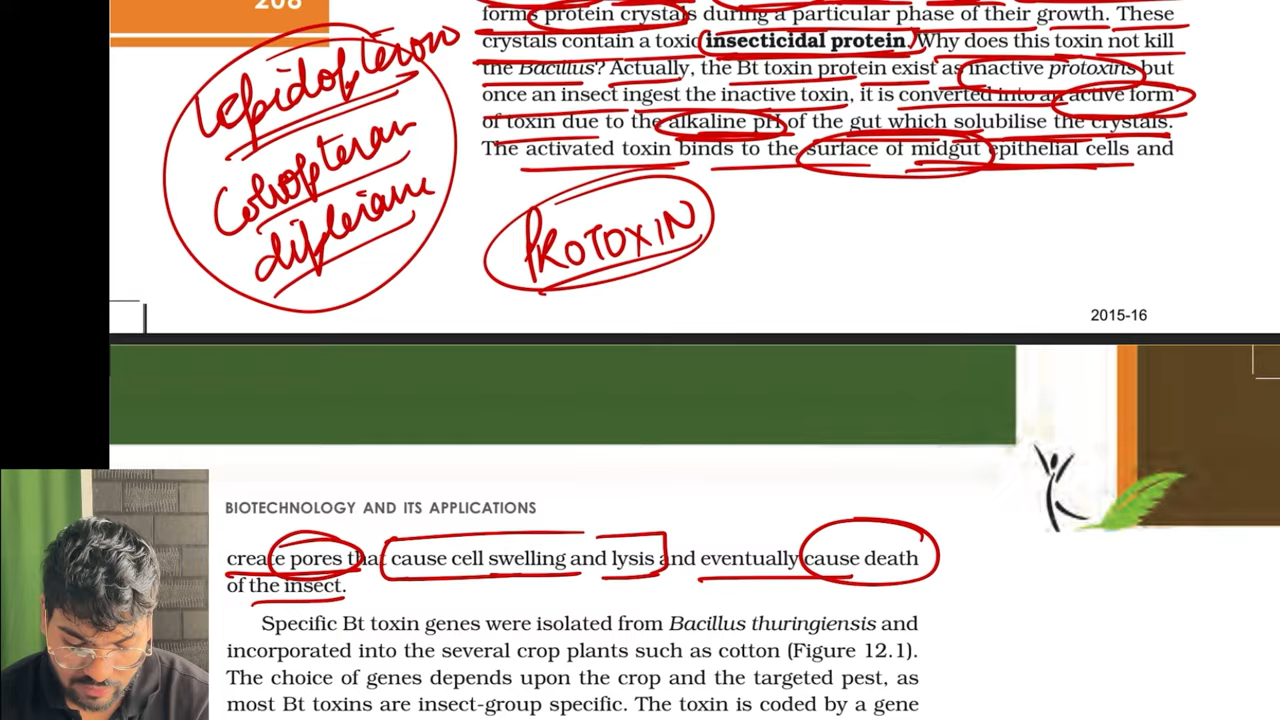 208
forms protein crystals during a particular phase of their growth. These
crystals contain a toxic insecticidal protein. Why does this toxin not kill
the Bacillus? Actually, the Bt toxin protein exist as inactive protoxins but
once an insect ingest the inactive toxin, it is converted into an active form
of toxin due to the alkaline pH of the gut which solubilise the crystals.
The activated toxin binds to the surface of midgut epithelial cells and
Lepidopteron
Coleopteran
dipterians
PROTOXIN
2015-16
BIOTECHNOLOGY AND ITS APPLICATIONS
create pores that cause cell swelling and lysis and eventually cause death
of the insect.
Specific Bt toxin genes were isolated from Bacillus thuringiensis and
incorporated into the several crop plants such as cotton (Figure 12.1).
The choice of genes depends upon the crop and the targeted pest, as
most Bt toxins are insect-group specific. The toxin is coded by a gene